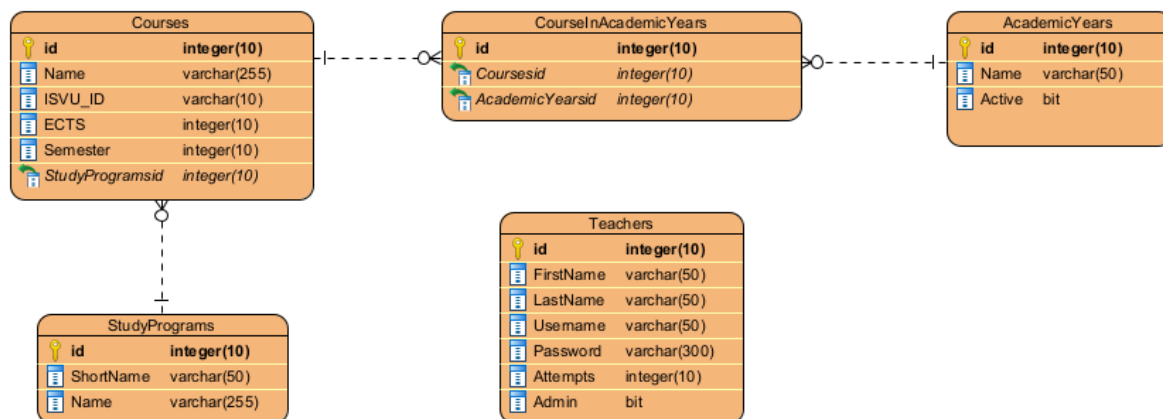 Courses
id integer(10)
Name varchar(255)
ISVU_ID varchar(10)
ECTS integer(10)
Semester integer(10)
StudyProgramsid integer(10)
CourseInAcademicYears
id integer(10)
Coursesid integer(10)
AcademicYearsid integer(10)
AcademicYears
id integer(10)
Name varchar(50)
Active bit
StudyPrograms
id integer(10)
ShortName varchar(50)
Name varchar(255)
Teachers
id integer(10)
FirstName varchar(50)
LastName varchar(50)
Username varchar(50)
Password varchar(300)
Attempts integer(10)
Admin bit